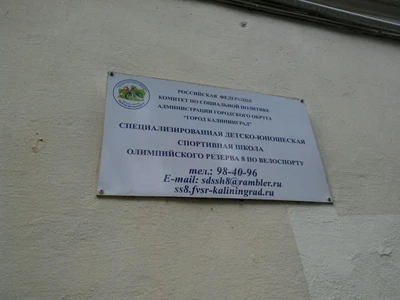 РОССИЙСКАЯ ФЕДЕРАЦИЯ
КОМИТЕТ ПО СОЦИАЛЬНОЙ ПОЛИТИКЕ
АДМИНИСТРАЦИИ ГОРОДСКОГО ОКРУГА
"ГОРОД КАЛИНИНГРАД"
СПЕЦИАЛИЗИРОВАННАЯ ДЕТСКО-ЮНОШЕСКАЯ
СПОРТИВНАЯ ШКОЛА
ОЛИМПИЙСКОГО РЕЗЕРВА 8 ПО ВЕЛОСПОРТУ
тел.: 98-40-96
E-mail: sdssh8@rambler.ru
ss8.fvsr-kaliningrad.ru